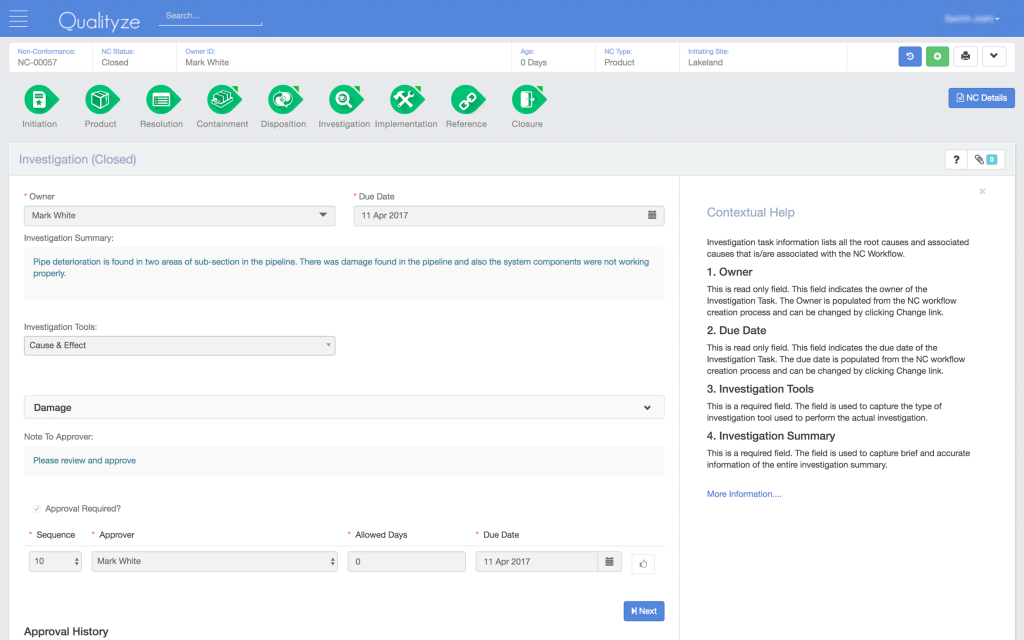 Qualityze
Search...
Non-Conformance:
NC-00057
NC Status:
Closed
Owner ID:
Mark White
Age:
0 Days
NC Type:
Product
Initiating Site:
Lakeland
Initiation
Product
Resolution
Containment
Disposition
Investigation
Implementation
Reference
Closure
NC Details
Investigation (Closed)
? 0
* Owner
Mark White
* Due Date
11 Apr 2017
Investigation Summary:
Pipe deterioration is found in two areas of sub-section in the pipeline. There was damage found in the pipeline and also the system components were not working
properly.
Investigation Tools:
Cause & Effect
Damage
Note To Approver:
Please review and approve
Approval Required?
* Sequence * Approver * Allowed Days * Due Date
10 Mark White 0 11 Apr 2017
Next
Approval History
×
Contextual Help
Investigation task information lists all the root causes and associated
causes that is/are associated with the NC Workflow.
1. Owner
This is read only field. This field indicates the owner of the
Investigation Task. The Owner is populated from the NC workflow
creation process and can be changed by clicking Change link.
2. Due Date
This is read only field. This field indicates the due date of the
Investigation Task. The due date is populated from the NC workflow
creation process and can be changed by clicking Change link.
3. Investigation Tools
This is a required field. The field is used to capture the type of
investigation tool used to perform the actual investigation.
4. Investigation Summary
This is a required field. The field is used to capture brief and accurate
information of the entire investigation summary.
More Information....